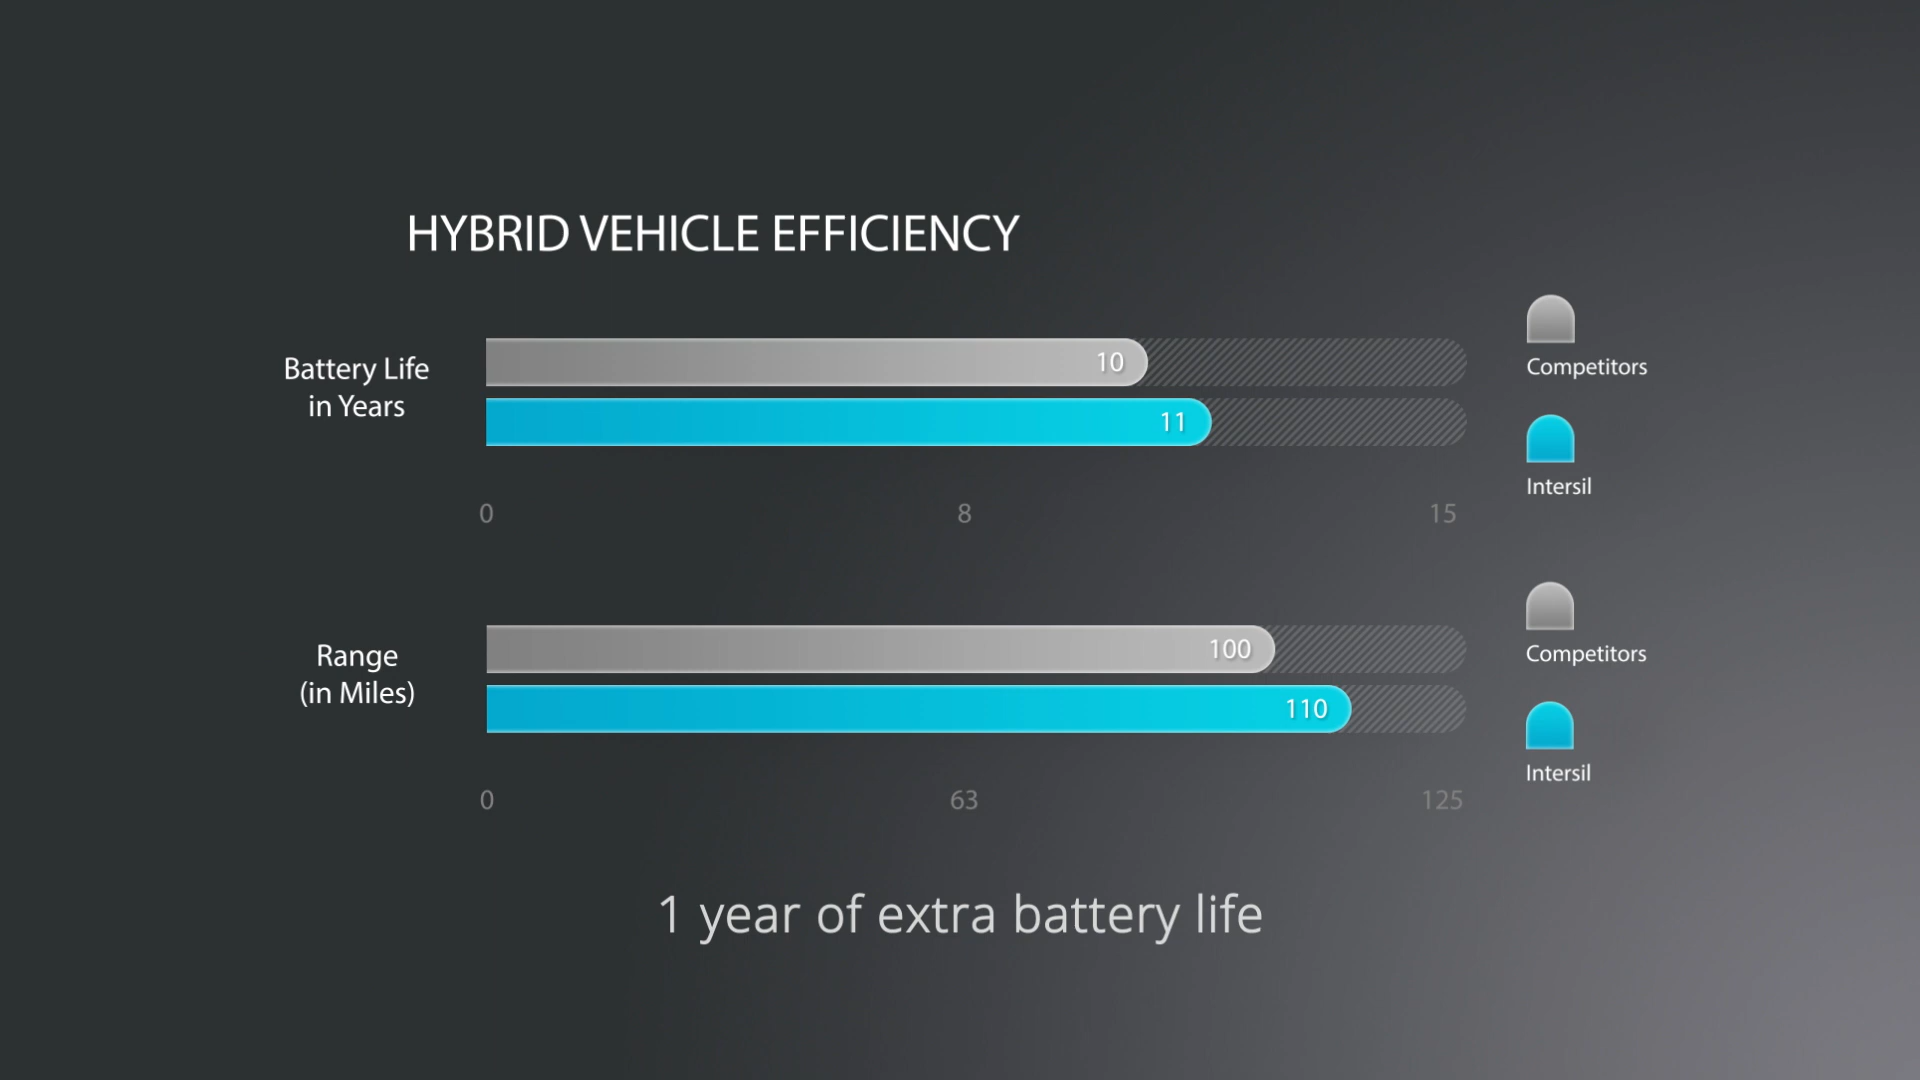 HYBRID VEHICLE EFFICIENCY
Battery Life
in Years
10
11
0 8 15
Competitors
Intersil
Range
(in Miles)
100
110
0 63 125
Competitors
Intersil
1 year of extra battery life